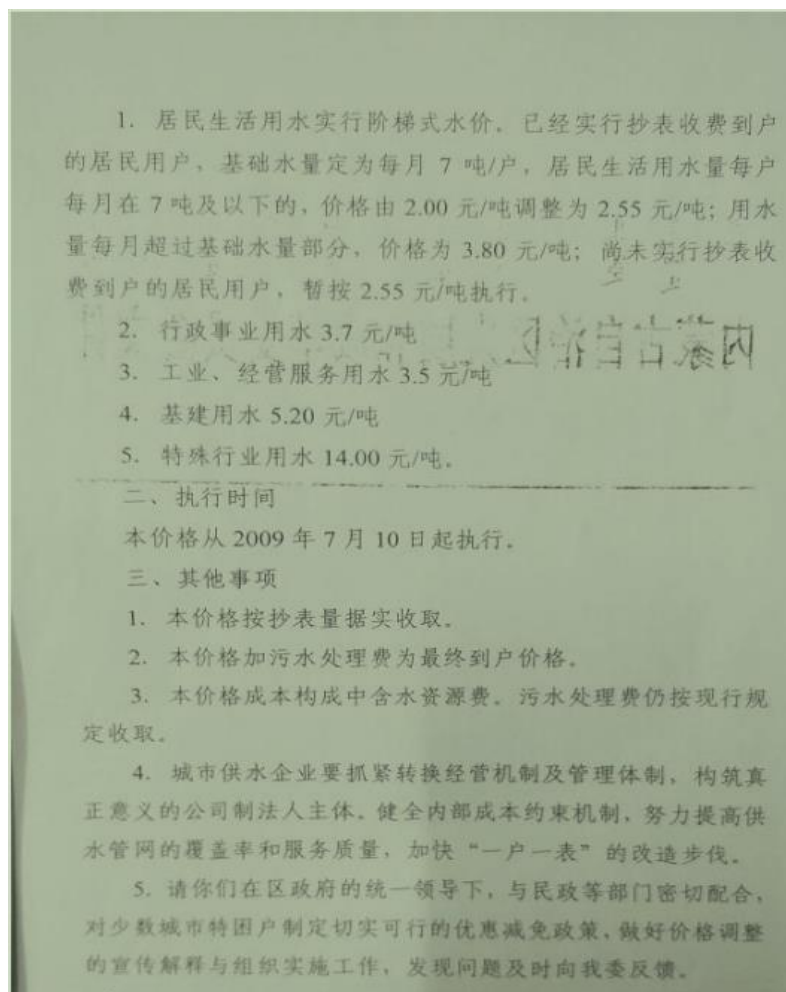 1. 居民生活用水实行阶梯式水价。已经实行抄表收费到户
的居民用户、基础水量定为每月 7 吨/户，居民生活用水量每户
每月在 7 吨及以下的、价格由 2.00 元/吨调整为 2.55 元/吨；用水
量每月超过基础水量部分、价格为 3.80 元/吨；尚未实行抄表收
费到户的居民用户、暂按 2.55 元/吨执行。
2. 行政事业用水 3.7 元/吨
3. 工业、经营服务用水 3.5 元/吨
4. 基建用水 5.20 元/吨
5. 特殊行业用水 14.00 元/吨。
二、执行时间
本价格从 2009 年 7 月 10 日起执行。
三、其他事项
1. 本价格按抄表量据实收取。
2. 本价格加污水处理费为最终到户价格。
3. 本价格成本构成中含水资源费。污水处理费仍按现行规
定收取。
4. 城市供水企业要抓紧转换经营机制及管理体制，构筑真
正意义的公司制法人主体。健全内部成本约束机制，努力提高供
水管网的覆盖率和服务质量，加快“一户一表”的改造步伐。
5. 请你们在区政府的统一领导下，与民政等部门密切配合，
对少数城市特困户制定切实可行的优惠减免政策、做好价格调整
的宣传解释与组织实施工作，发现问题及时向我委反馈。
内蒙古自治区